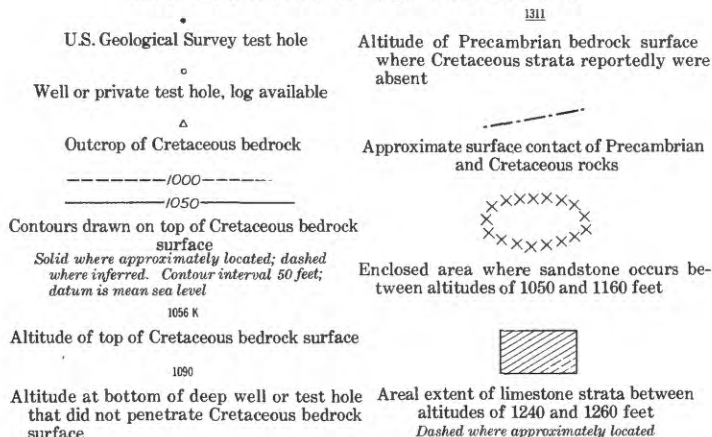 U.S. Geological Survey test hole
Well or private test hole, log available
Outcrop of Cretaceous bedrock
1000
1050
Contours drawn on top of Cretaceous bedrock
surface
Solid where approximately located; dashed
where inferred. Contour interval 50 feet;
datum is mean sea level
1056 K
Altitude of top of Cretaceous bedrock surface
1090
Altitude at bottom of deep well or test hole
that did not penetrate Cretaceous bedrock
surface
1311
Altitude of Precambrian bedrock surface
where Cretaceous strata reportedly were
absent
Approximate surface contact of Precambrian
and Cretaceous rocks
Enclosed area where sandstone occurs be-
tween altitudes of 1050 and 1160 feet
Areal extent of limestone strata between
altitudes of 1240 and 1260 feet
Dashed where approximately located